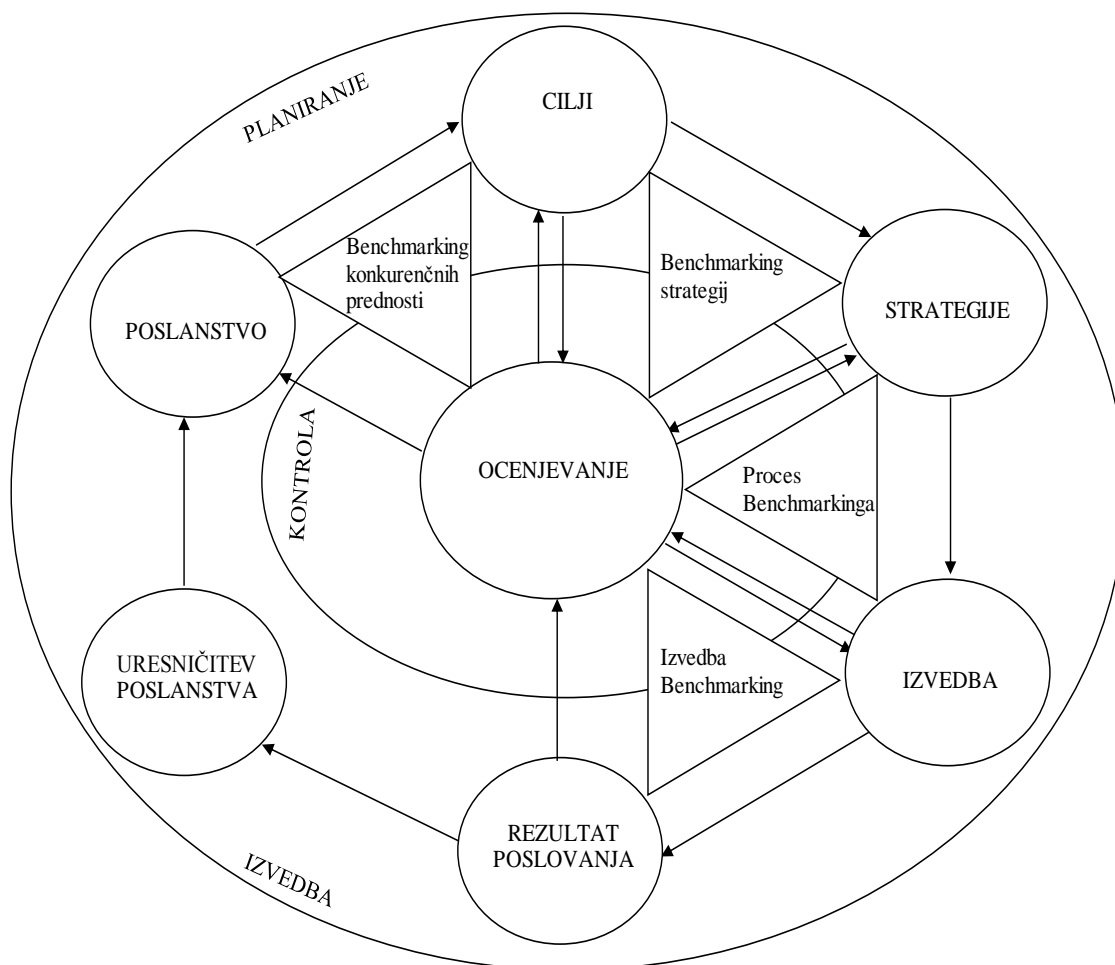 PLANIRANJE
CILJI
Benchmarking
konkurenčnih
prednosti
Benchmarking
strategij
POSLANSTVO
STRATEGIJE
KONTROLA
OCENJEVANJE
Proces
Benchmarkinga
URESNIČITEV
POSLANSTVA
Izvedba
Benchmarking
IZVEDBA
REZULTAT
POSLOVANJA
IZVEDBA